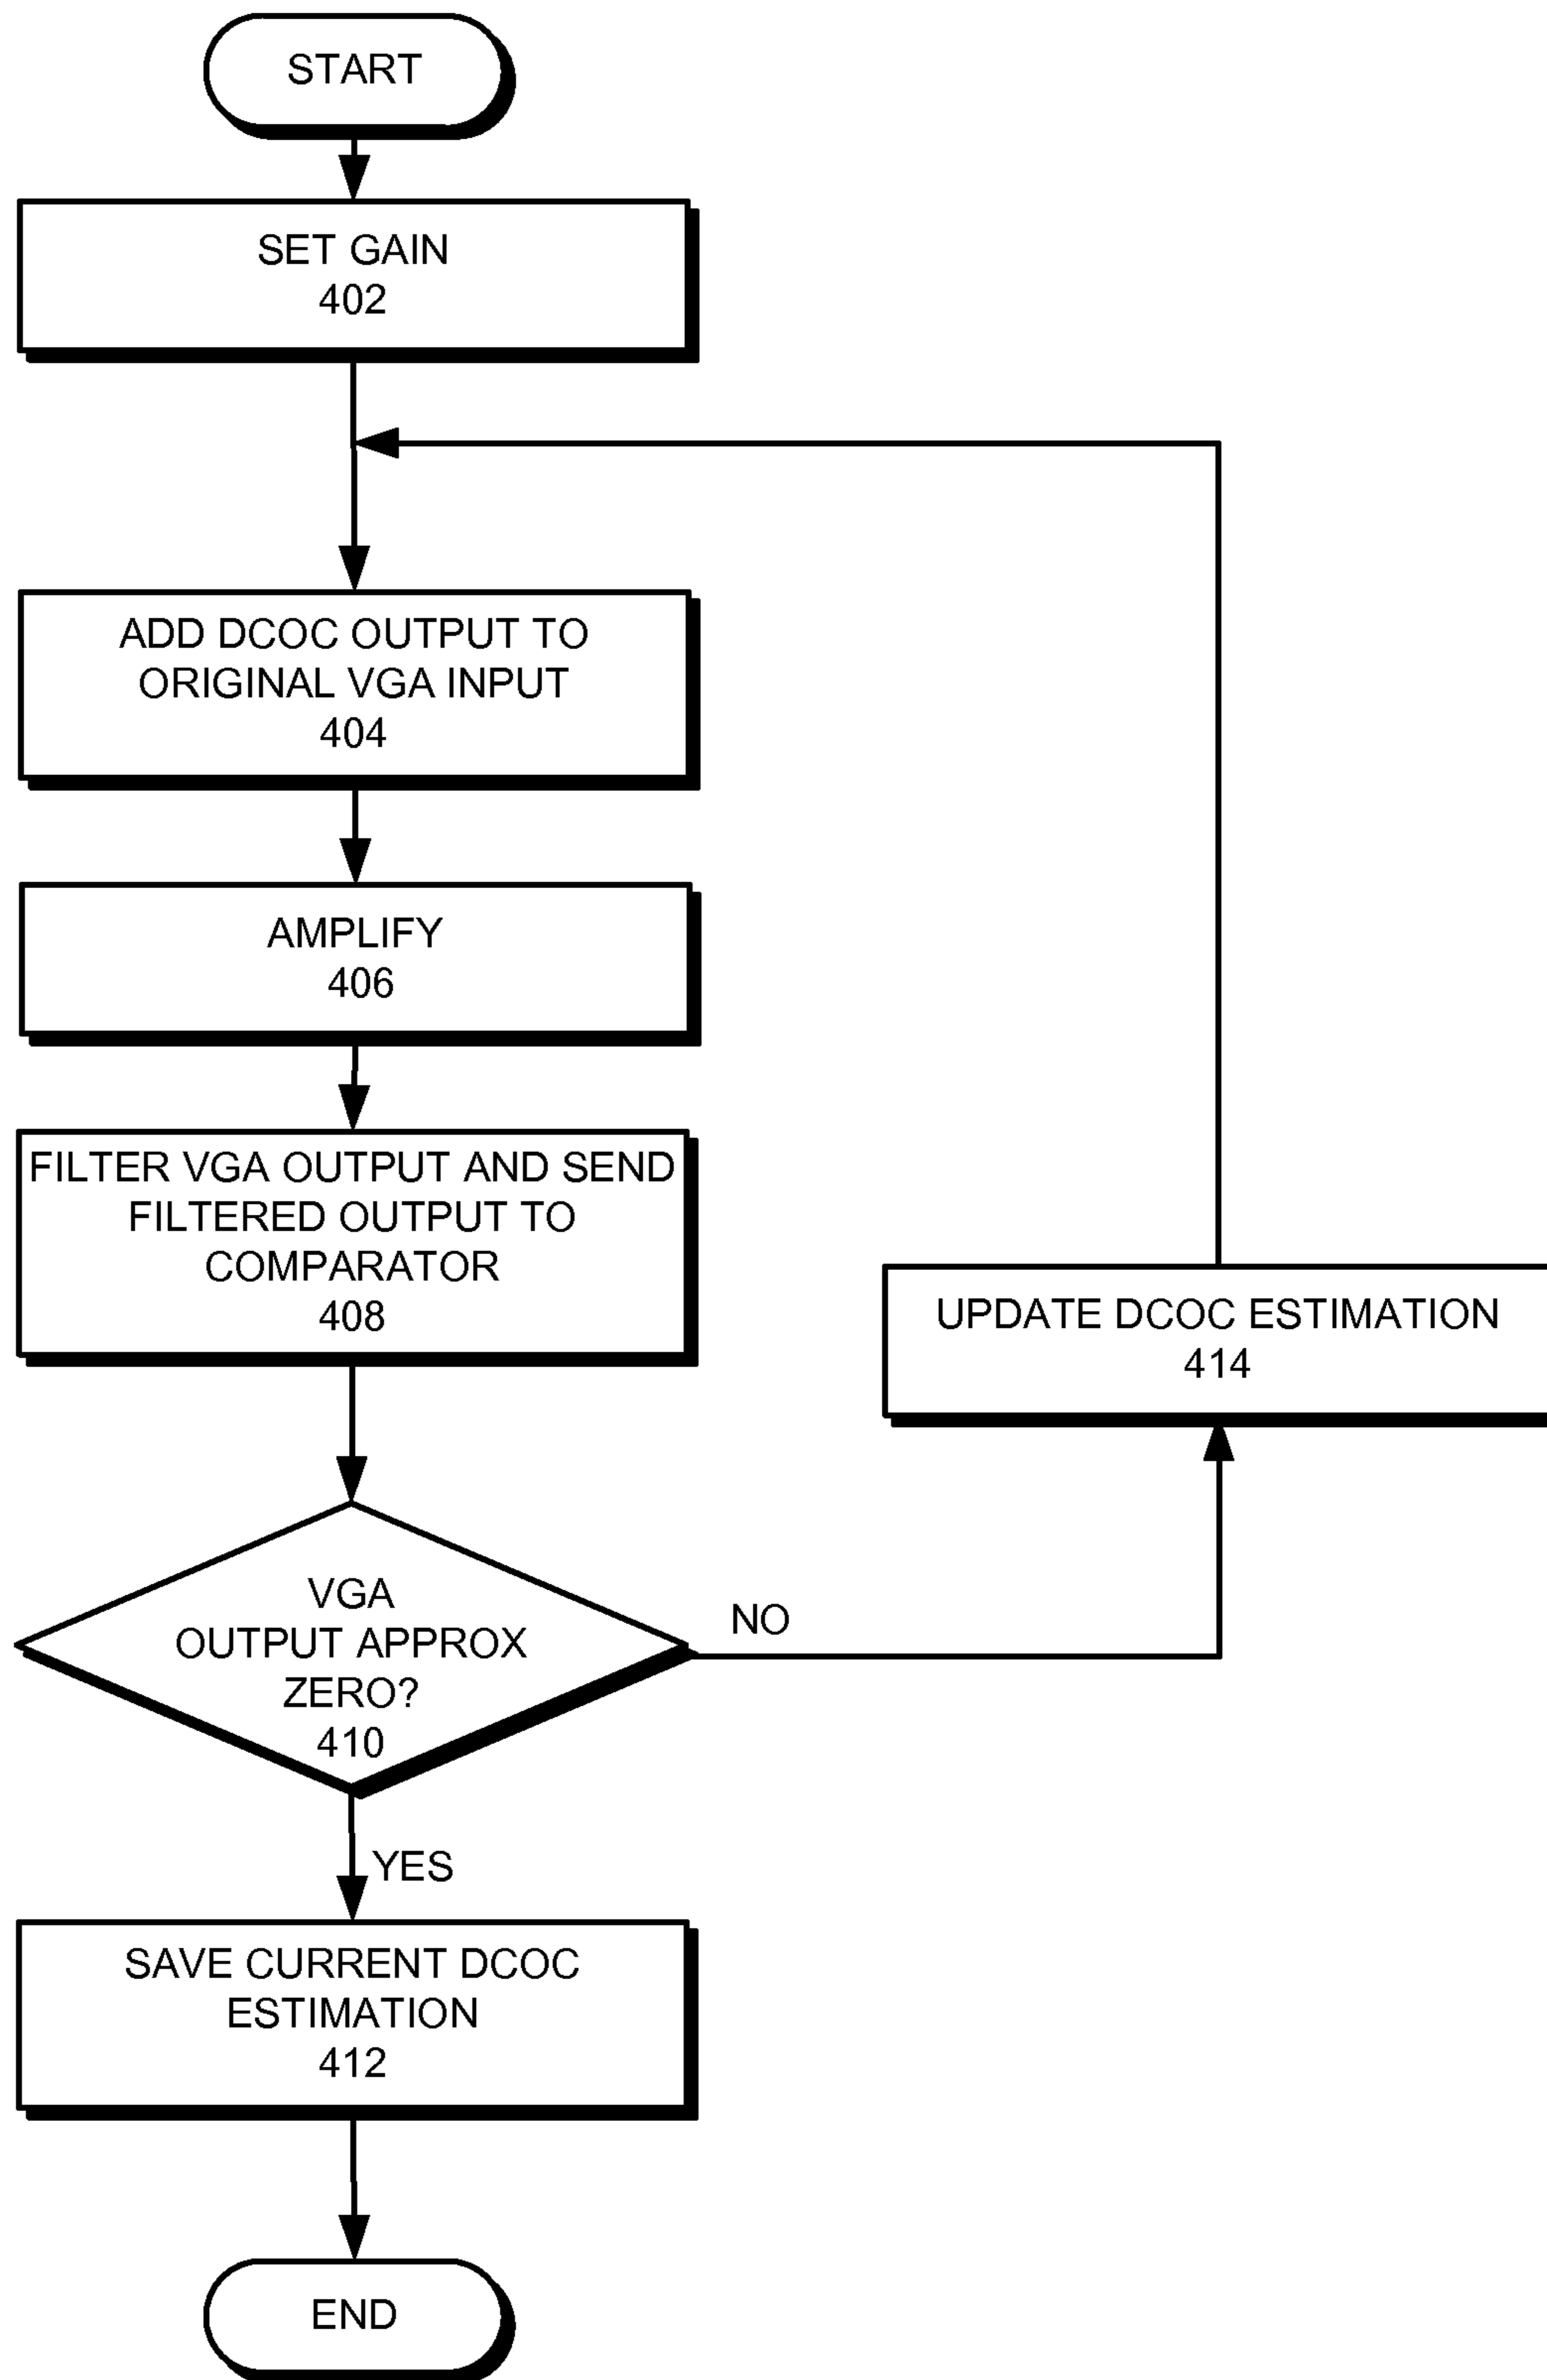 START
SET GAIN
402
ADD DCOC OUTPUT TO
ORIGINAL VGA INPUT
404
AMPLIFY
406
FILTER VGA OUTPUT AND SEND
FILTERED OUTPUT TO
COMPARATOR
408
UPDATE DCOC ESTIMATION
414
VGA
OUTPUT APPROX
ZERO?
410
NO
YES
SAVE CURRENT DCOC
ESTIMATION
412
END